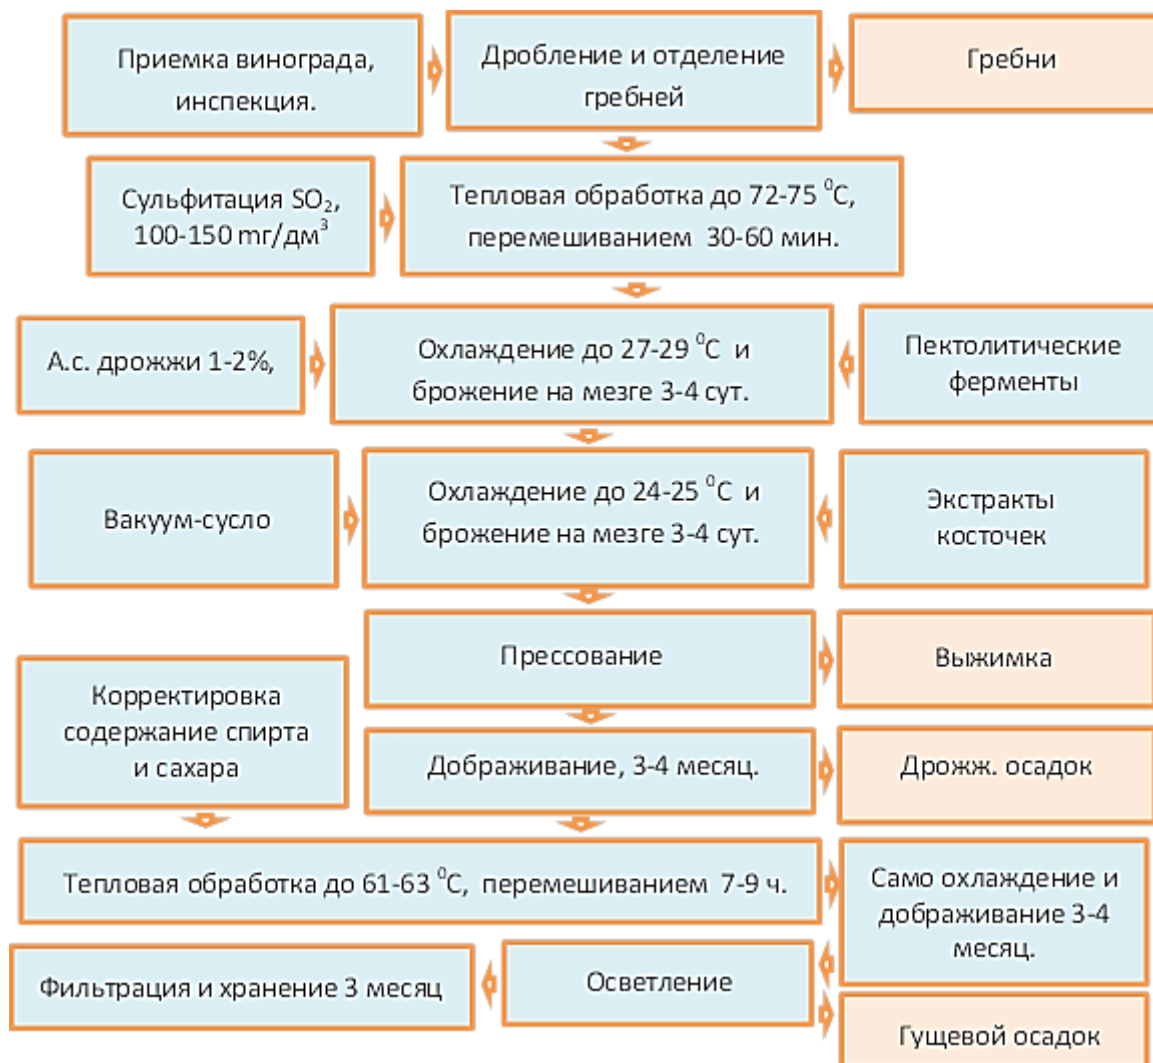 Приемка винограда,
инспекция.
Дробление и отделение
гребней
Гребни
Сульфитация SO₂,
100-150 mг/дм³
Тепловая обработка до 72-75 ⁰С,
перемешиванием 30-60 мин.
А.с. дрожжи 1-2%,
Охлаждение до 27-29 ⁰С и
брожение на мезге 3-4 сут.
Пектолитические
ферменты
Вакуум-сусло
Охлаждение до 24-25 ⁰С и
брожение на мезге 3-4 сут.
Экстракты
косточек
Прессование
Выжимка
Корректировка
содержание спирта
и сахара
Дображивание, 3-4 месяц.
Дрожж. осадок
Тепловая обработка до 61-63 ⁰С, перемешиванием 7-9 ч.
Само охлаждение и
дображивание 3-4
месяц.
Фильтрация и хранение 3 месяц
Осветление
Гущевой осадок